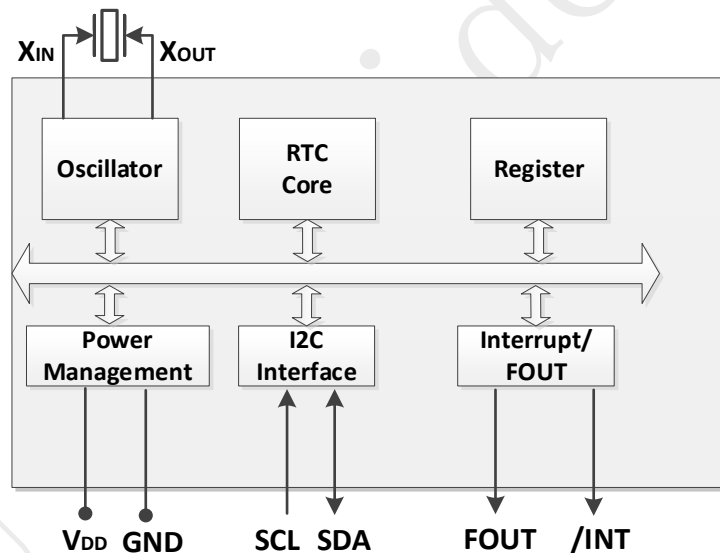 XIN XOUT
Oscillator
RTC
Core
Register
Power
Management
I2C
Interface
Interrupt/
FOUT
VDD GND SCL SDA FOUT /INT